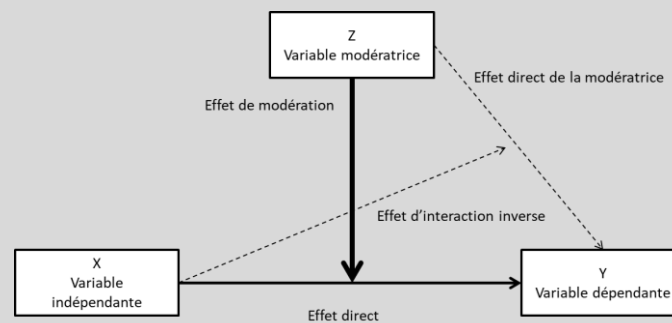 Z
Variable modératrice
Effet direct de la modératrice
Effet de modération
Effet d’interaction inverse
X
Variable
indépendante
Y
Variable dépendante
Effet direct